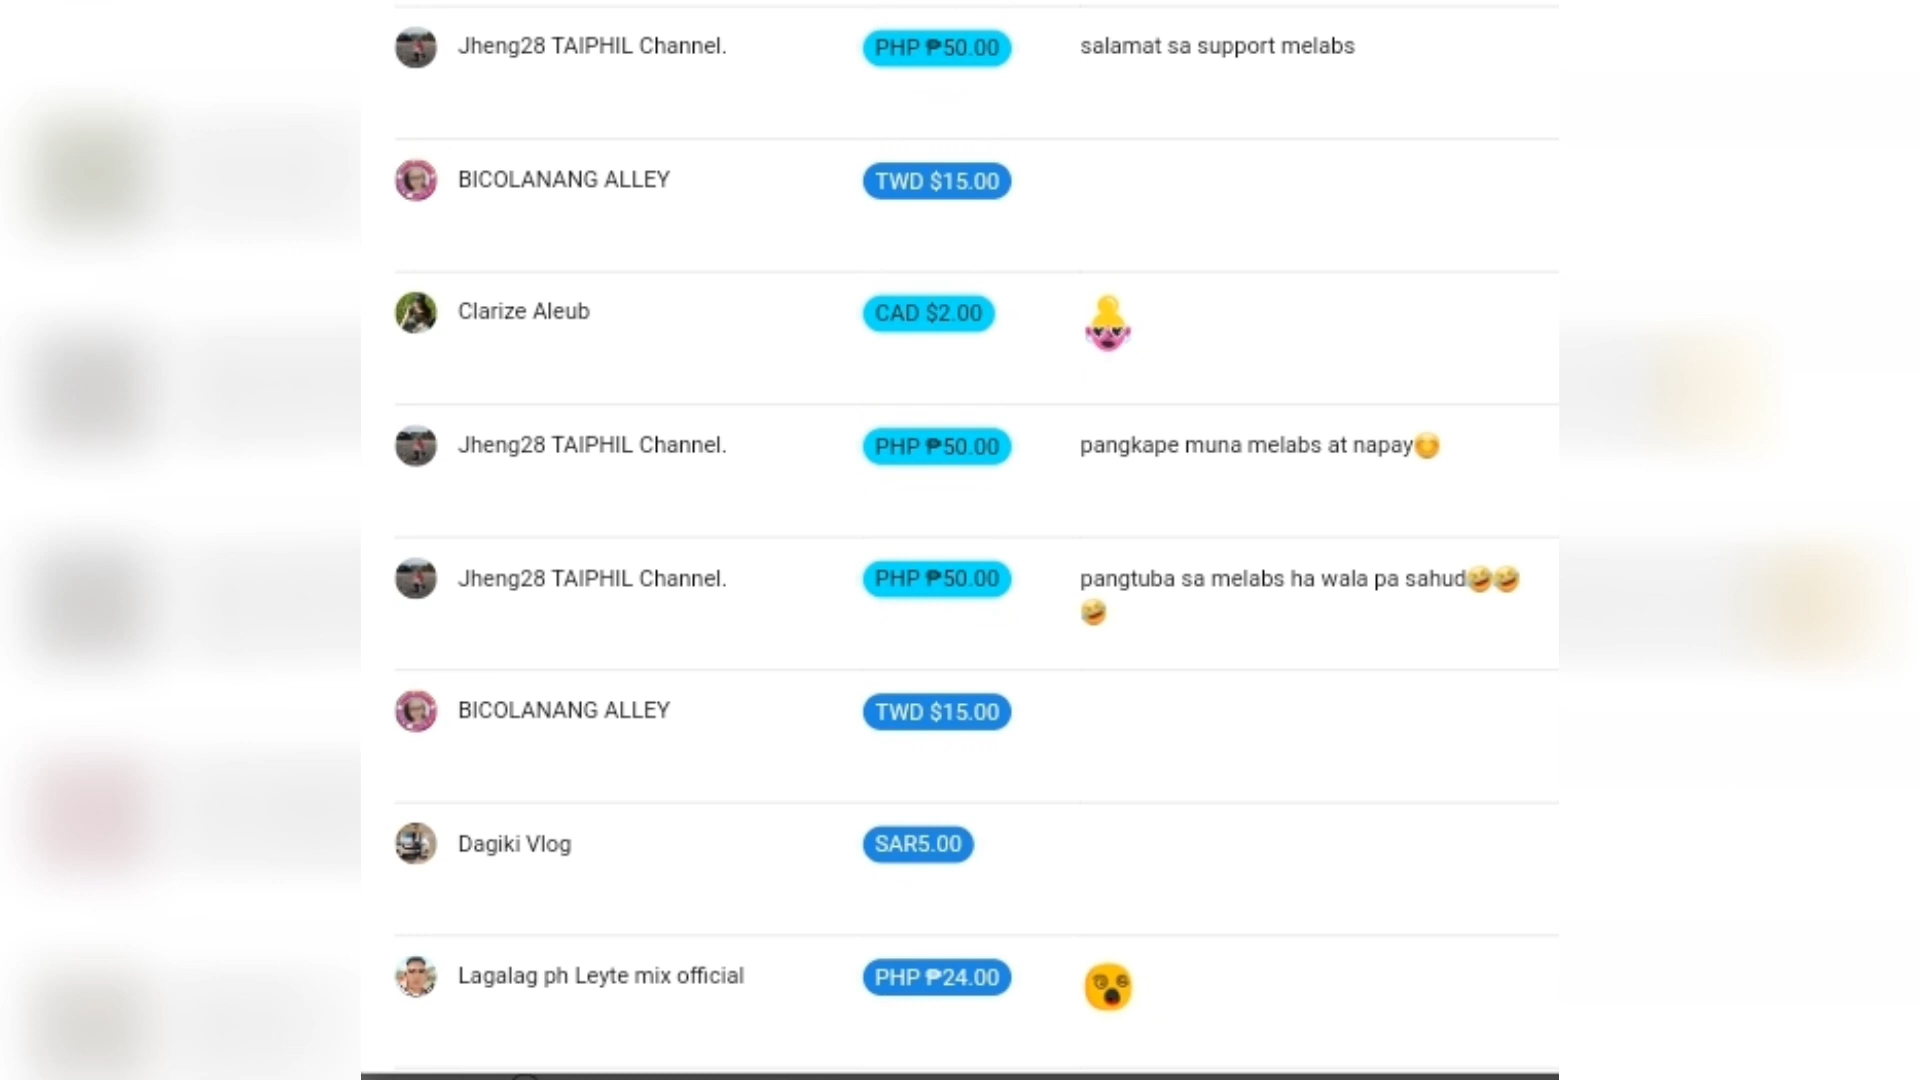 Jheng28 TAIPHIL Channel. PHP ₱50.00 salamat sa support melabs
BICOLANANG ALLEY TWD $15.00
Clarize Aleub CAD $2.00
Jheng28 TAIPHIL Channel. PHP ₱50.00 pangkape muna melabs at napay😊
Jheng28 TAIPHIL Channel. PHP ₱50.00 pangtuba sa melabs ha wala pa sahud🤣🤣
🤣
BICOLANANG ALLEY TWD $15.00
Dagiki Vlog SAR5.00
Lagalag ph Leyte mix official PHP ₱24.00